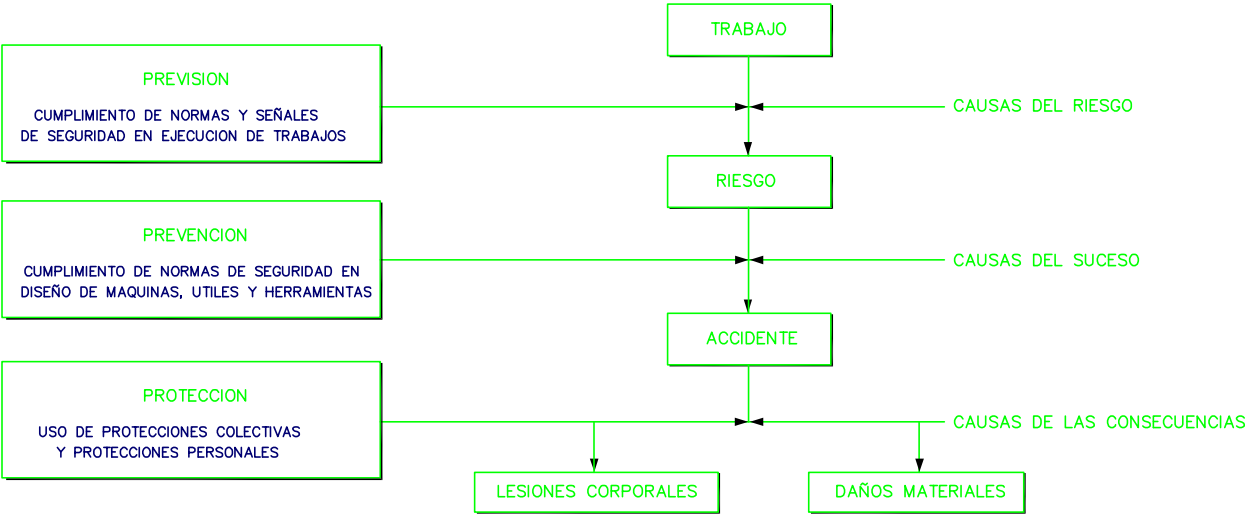 TRABAJO
PREVISION
CUMPLIMIENTO DE NORMAS Y SEÑALES
DE SEGURIDAD EN EJECUCION DE TRABAJOS
CAUSAS DEL RIESGO
RIESGO
PREVENCION
CUMPLIMIENTO DE NORMAS DE SEGURIDAD EN
DISEÑO DE MAQUINAS, UTILES Y HERRAMIENTAS
CAUSAS DEL SUCESO
ACCIDENTE
PROTECCION
USO DE PROTECCIONES COLECTIVAS
Y PROTECCIONES PERSONALES
CAUSAS DE LAS CONSECUENCIAS
LESIONES CORPORALES
DAÑOS MATERIALES